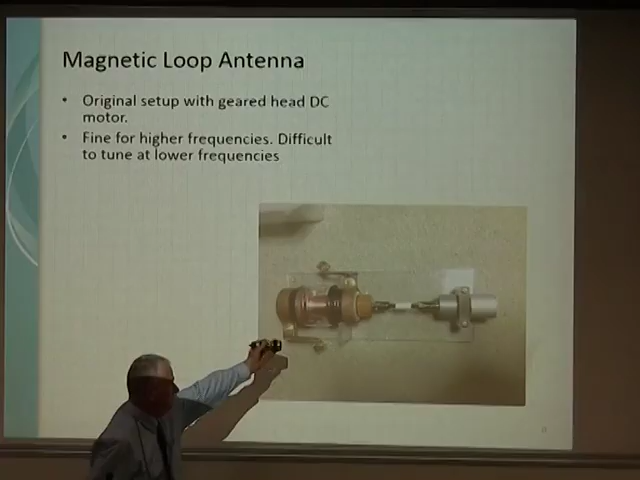 Magnetic Loop Antenna
• Original setup with geared head DC
motor.
• Fine for higher frequencies. Difficult
to tune at lower frequencies